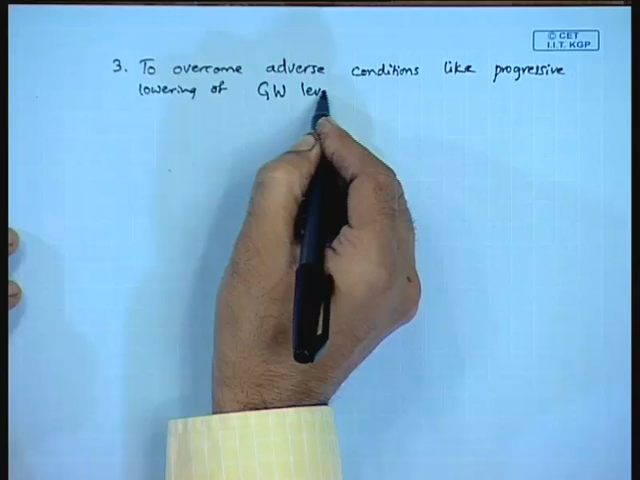 © CET
I.I.T. KGP
3. To overcome adverse conditions like progressive
lowering of GW lev